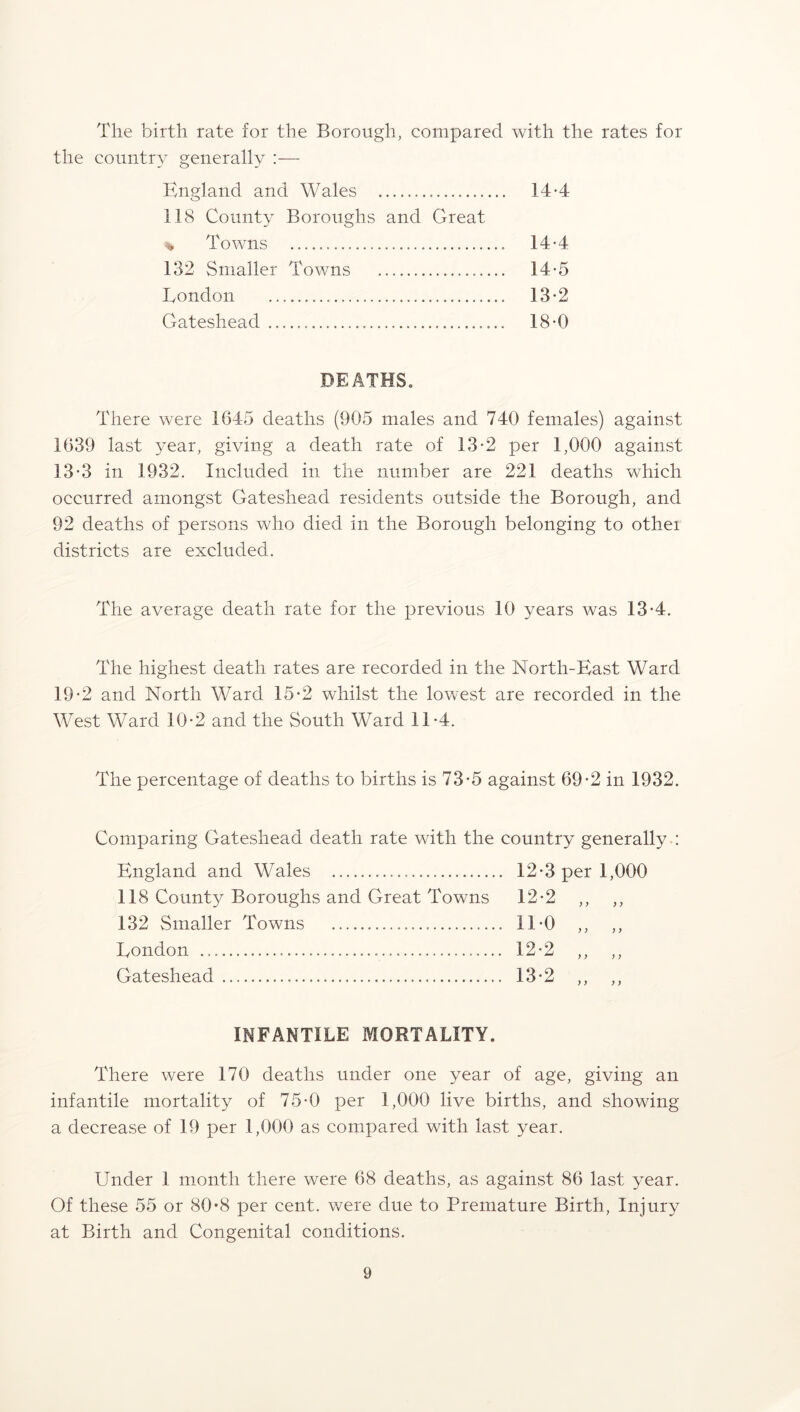 The birth rate for the Borough, compared with the rates for
the country generally :—
England and Wales .................... 14·4
118 County Boroughs and Great
Towns .................................... 14·4
132 Smaller Towns .................... 14·5
London ....................................... 13·2
Gateshead ....................................... 18·0
DEATHS.
There were 1645 deaths (905 males and 740 females) against
1639 last year, giving a death rate of 13·2 per 1,000 against
13·3 in 1932. Included in the number are 221 deaths which
occurred amongst Gateshead residents outside the Borough, and
92 deaths of persons who died in the Borough belonging to other
districts are excluded.
The average death rate for the previous 10 years was 13·4.
The highest death rates are recorded in the North-East Ward
19·2 and North Ward 15·2 whilst the lowest are recorded in the
West Ward 10·2 and the South Ward 11·4.
The percentage of deaths to births is 73·5 against 69·2 in 1932.
Comparing Gateshead death rate with the country generally :
England and Wales ............................ 12·3 per 1,000
118 County Boroughs and Great Towns 12·2 ,, ,,
132 Smaller Towns ............................ 11·0 ,, ,,
London .................................................. 12·2 ,, ,,
Gateshead .............................................. 13·2 ,, ,,
INFANTILE MORTALITY.
There were 170 deaths under one year of age, giving an
infantile mortality of 75·0 per 1,000 live births, and showing
a decrease of 19 per 1,000 as compared with last year.
Under 1 month there were 68 deaths, as against 86 last year.
Of these 55 or 80·8 per cent. were due to Premature Birth, Injury
at Birth and Congenital conditions.
9